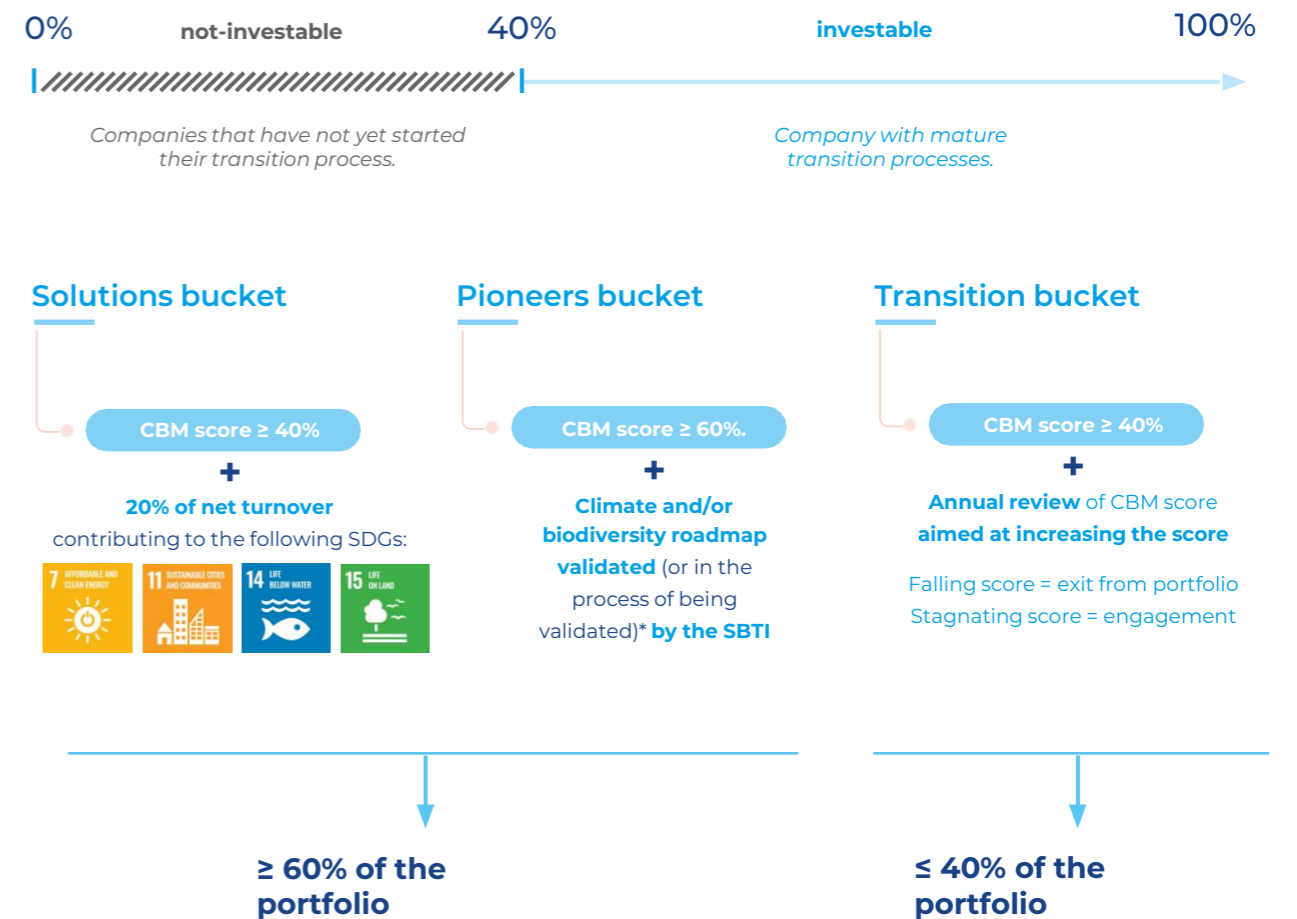 0% not-investable 40% investable 100%
Companies that have not yet started
their transition process.
Company with mature
transition processes.
Solutions bucket
CBM score ≥ 40%
+
20% of net turnover
contributing to the following SDGs:
7 AFFORDABLE AND
CLEAN ENERGY
11 SUSTAINABLE CITIES
AND COMMUNITIES
14 LIFE
BELOW WATER
15 LIFE
ON LAND
Pioneers bucket
CBM score ≥ 60%.
+
Climate and/or
biodiversity roadmap
validated (or in the
process of being
validated)* by the SBTI
Transition bucket
CBM score ≥ 40%
+
Annual review of CBM score
aimed at increasing the score
Falling score = exit from portfolio
Stagnating score = engagement
≥ 60% of the
portfolio
≤ 40% of the
portfolio